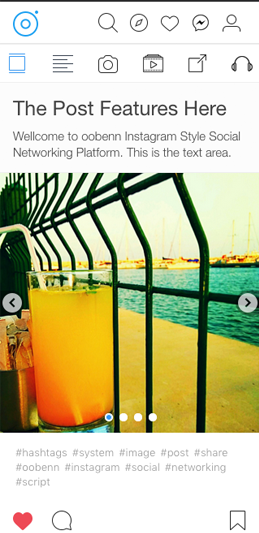 The Post Features Here
Wellcome to oobenn Instagram Style Social
Networking Platform. This is the text area.
#hashtags #system #image #post #share
#oobenn #instagram #social #networking
#script